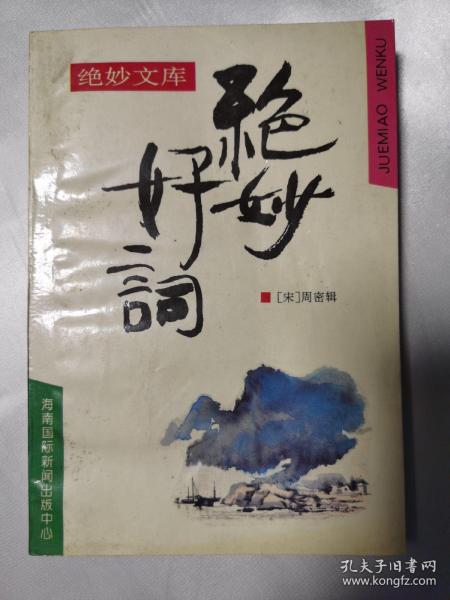 绝妙文库
JUEMIAO WENKU
絶妙
好詞
[宋]周密辑
海南国际新闻出版中心
孔夫子旧书网
www.kongfz.com